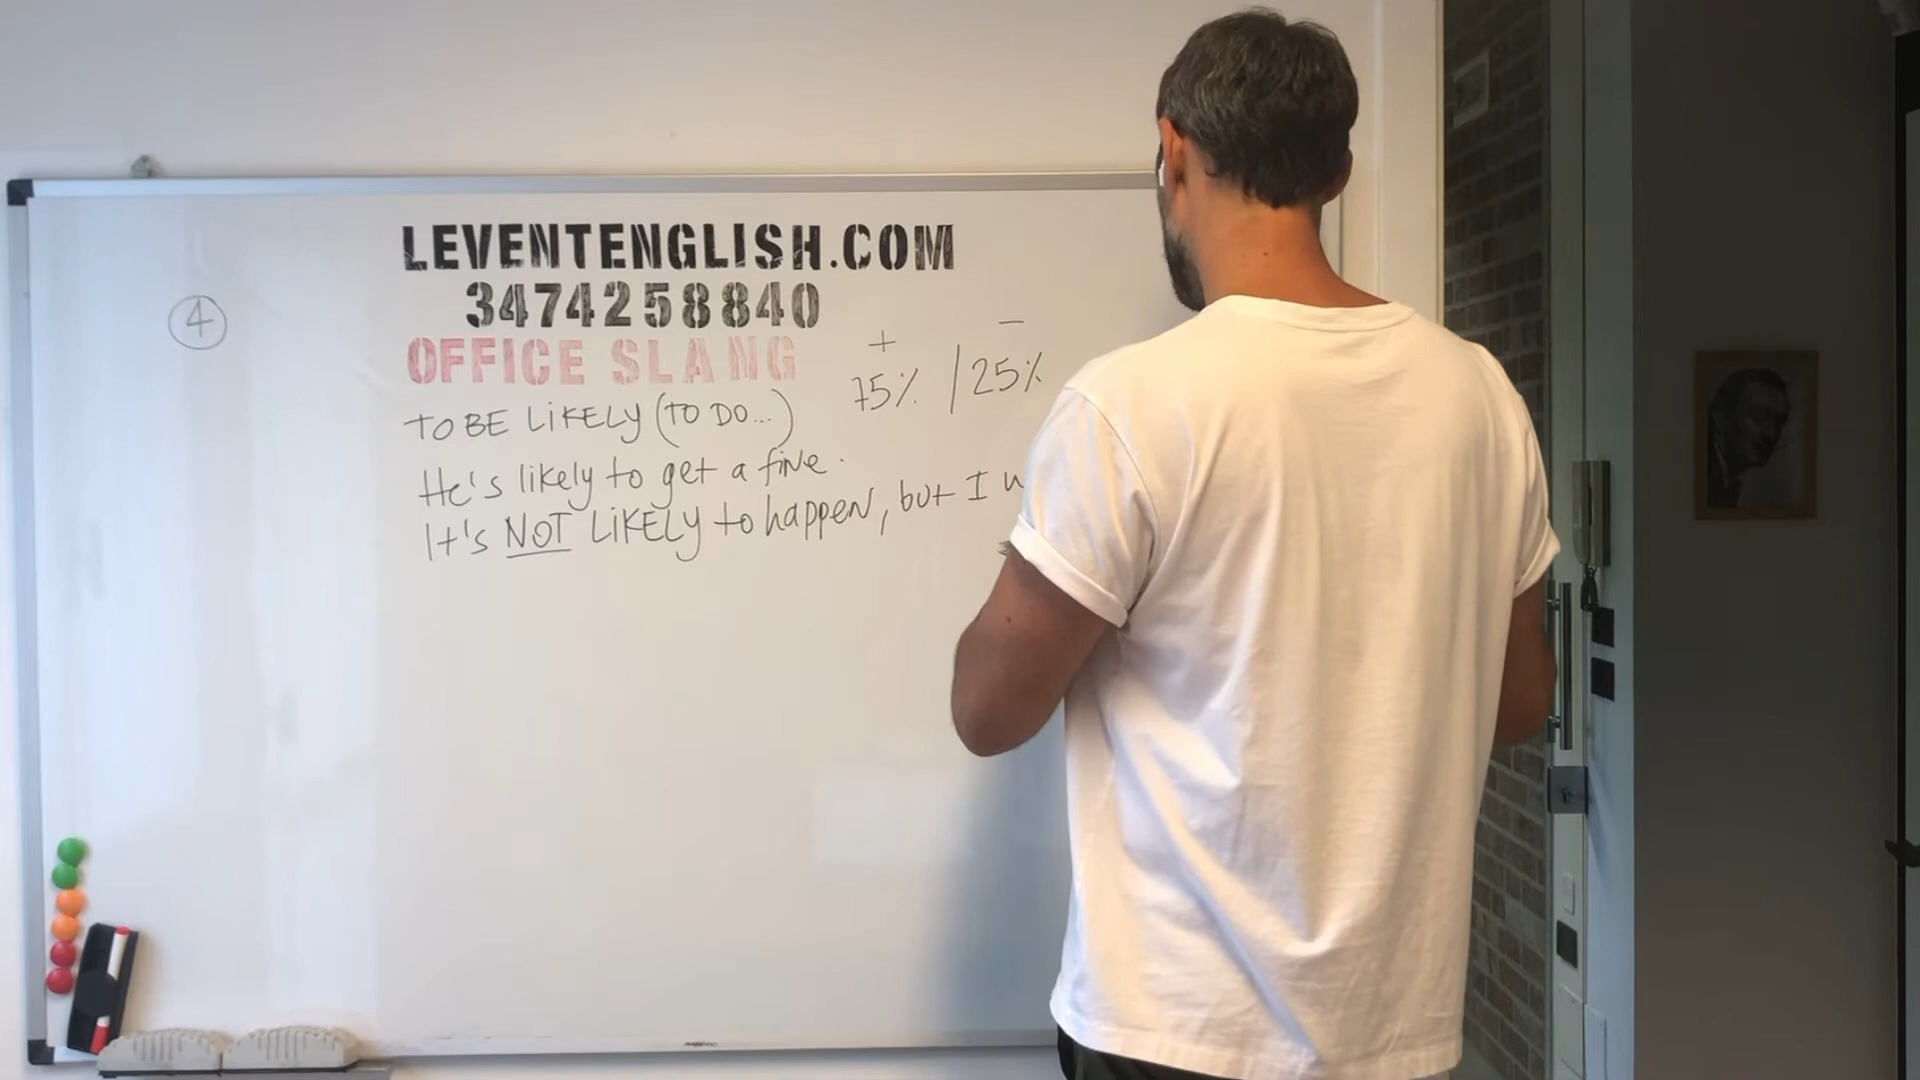 LEVENTENGLISH.COM
3474258840
OFFICE SLANG
4
+ −
75% / 25%
TO BE LIKELY (TO DO...)
He's likely to get a fine.
It's NOT LIKELY to happen, but I